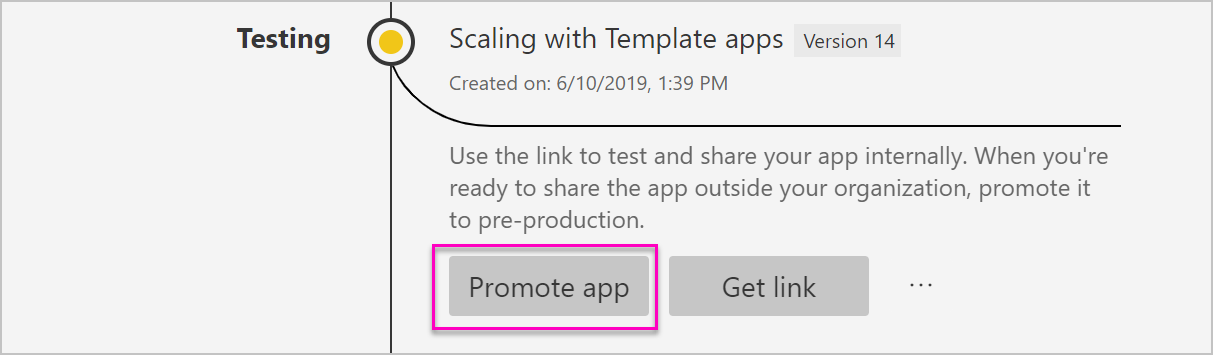 Testing
Scaling with Template apps Version 14
Created on: 6/10/2019, 1:39 PM
Use the link to test and share your app internally. When you're
ready to share the app outside your organization, promote it
to pre-production.
Promote app Get link ...